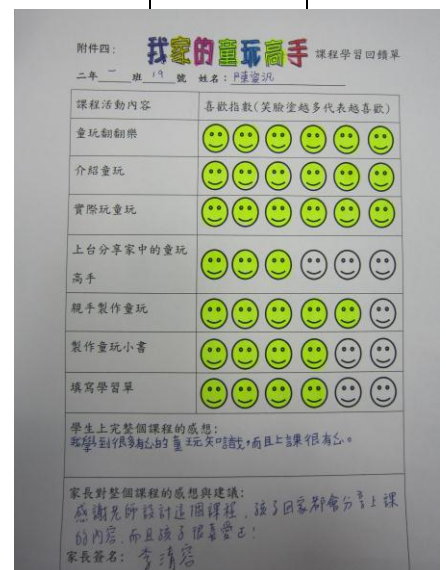 附件四： 我家的童玩高手 課程學習回饋單
二年 一 班 19 號 姓名：陳
課程活動內容 喜歡指數(笑臉塗越多代表越喜歡)
童玩翻翻樂
介紹童玩
實際玩童玩
上台分享家中的童玩
高手
親手製作童玩
製作童玩小書
填寫學習單
學生上完整個課程的感想：
我學到很多有心的童玩知識，而且上課很有心。
家長對整個課程的感想與建議：
感謝老師設計這個課程，孩子回家都會分享上課
的內容，而且孩子很喜愛
家長簽名：李清容